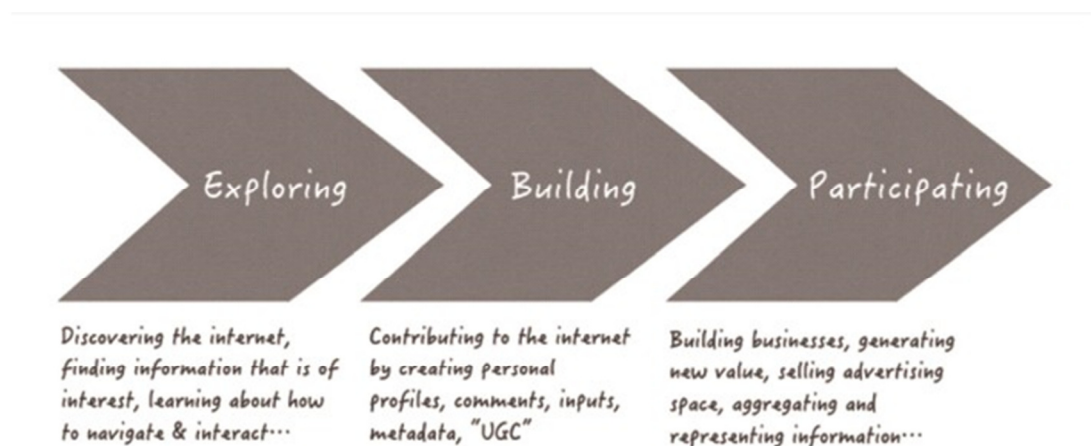 Exploring
Building
Participating
Discovering the internet,
finding information that is of
interest, learning about how
to navigate & interact...
Contributing to the internet
by creating personal
profiles, comments, inputs,
metadata, "UGC"
Building businesses, generating
new value, selling advertising
space, aggregating and
representing information...